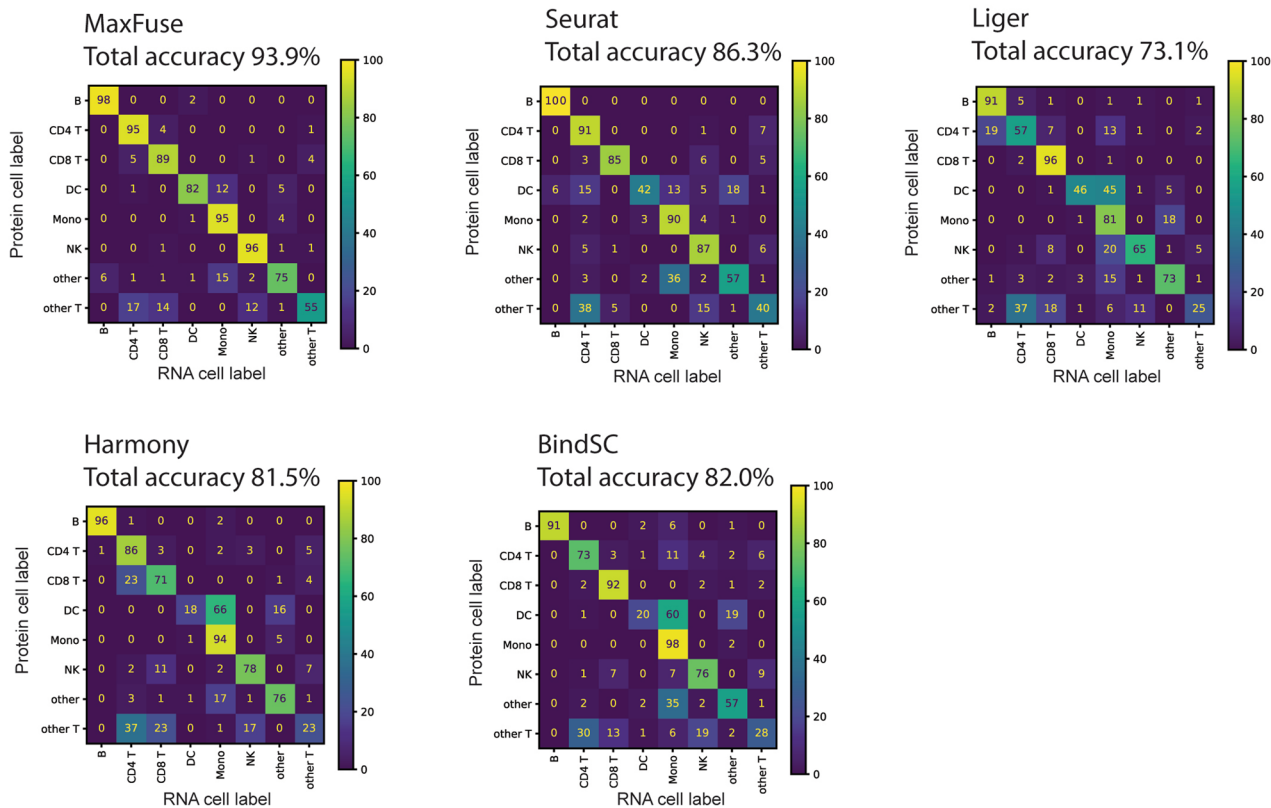 MaxFuse
Total accuracy 93.9%
Protein cell label
B 98 0 0 2 0 0 0 0
CD4 T 0 95 4 0 0 0 0 1
CD8 T 0 5 89 0 0 1 0 4
DC 0 1 0 82 12 0 5 0
Mono 0 0 0 1 95 0 4 0
NK 0 0 1 0 0 96 1 1
other 6 1 1 1 15 2 75 0
other T 0 17 14 0 0 12 1 55
B CD4 T CD8 T DC Mono NK other other T
RNA cell label
100
80
60
40
20
0
Seurat
Total accuracy 86.3%
Protein cell label
B 100 0 0 0 0 0 0 0
CD4 T 0 91 0 0 0 1 0 7
CD8 T 0 3 85 0 0 6 0 5
DC 6 15 0 42 13 5 18 1
Mono 0 2 0 3 90 4 1 0
NK 0 5 1 0 0 87 0 6
other 0 3 0 2 36 2 57 1
other T 0 38 5 0 0 15 1 40
B CD4 T CD8 T DC Mono NK other other T
RNA cell label
100
80
60
40
20
0
Liger
Total accuracy 73.1%
Protein cell label
B 91 5 1 0 1 1 0 1
CD4 T 19 57 7 0 13 1 0 2
CD8 T 0 2 96 0 0 0 0 0
DC 0 0 1 46 45 1 5 0
Mono 0 0 0 1 81 0 18 0
NK 0 1 8 0 20 65 1 5
other 1 3 2 3 15 1 73 1
other T 2 37 18 1 6 11 0 25
B CD4 T CD8 T DC Mono NK other other T
RNA cell label
100
80
60
40
20
0
Harmony
Total accuracy 81.5%
Protein cell label
B 96 1 0 0 2 0 0 0
CD4 T 1 86 3 0 2 3 0 5
CD8 T 0 23 71 0 0 0 1 4
DC 0 0 0 18 66 0 16 0
Mono 0 0 0 1 94 0 5 0
NK 0 2 11 0 2 78 0 7
other 0 3 1 1 17 1 76 1
other T 0 37 23 0 1 17 0 23
B CD4 T CD8 T DC Mono NK other other T
RNA cell label
100
80
60
40
20
0
BindSC
Total accuracy 82.0%
Protein cell label
B 91 0 0 2 6 0 1 0
CD4 T 0 73 3 1 11 4 2 6
CD8 T 0 2 92 0 0 2 1 2
DC 0 1 0 20 60 0 19 0
Mono 0 0 0 0 98 0 2 0
NK 0 1 7 0 7 76 0 9
other 0 2 0 2 35 2 57 1
other T 0 30 13 1 6 19 2 28
B CD4 T CD8 T DC Mono NK other other T
RNA cell label
100
80
60
40
20
0